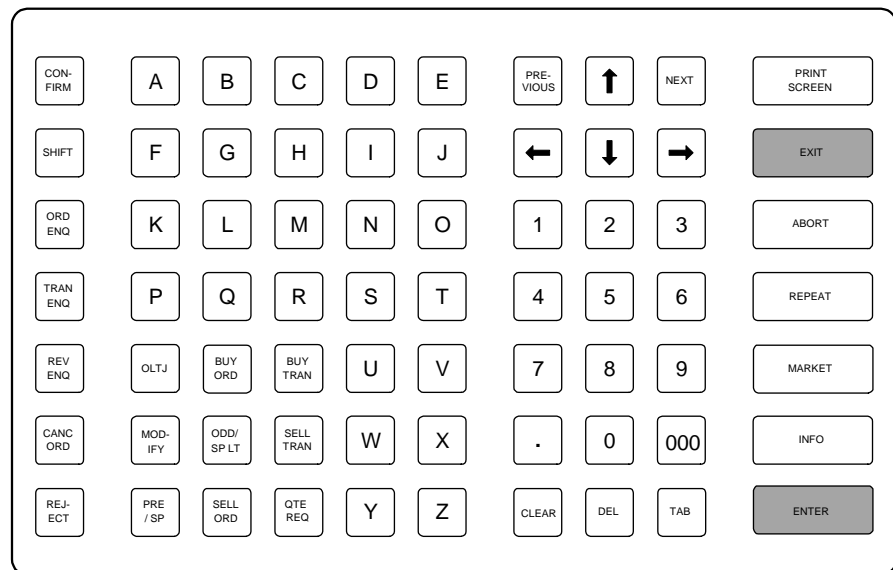 CON-
FIRM
A
B
C
D
E
PRE-
VIOUS
NEXT
PRINT
SCREEN
SHIFT
F
G
H
I
J
EXIT
ORD
ENQ
K
L
M
N
O
1
2
3
ABORT
TRAN
ENQ
P
Q
R
S
T
4
5
6
REPEAT
REV
ENQ
OLTJ
BUY
ORD
BUY
TRAN
U
V
7
8
9
MARKET
CANC
ORD
MOD-
IFY
ODD/
SP LT
SELL
TRAN
W
X
.
0
000
INFO
REJ-
ECT
PRE
/ SP
SELL
ORD
QTE
REQ
Y
Z
CLEAR
DEL
TAB
ENTER